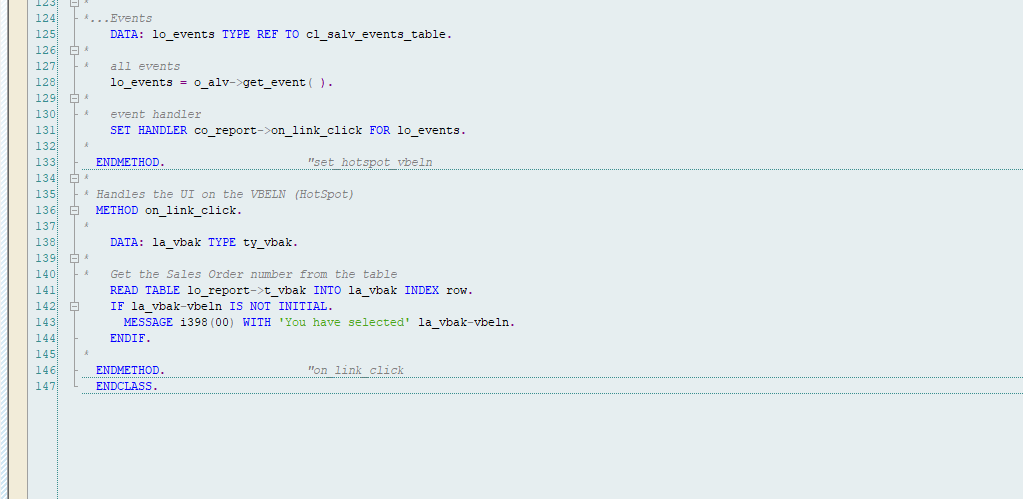 123 *
124 *...Events
125 DATA: lo_events TYPE REF TO cl_salv_events_table.
126 *
127 * all events
128 lo_events = o_alv->get_event( ).
129 *
130 * event handler
131 SET HANDLER co_report->on_link_click FOR lo_events.
132 *
133 ENDMETHOD. "set_hotspot_vbeln
134 *
135 * Handles the UI on the VBELN (HotSpot)
136 METHOD on_link_click.
137 *
138 DATA: la_vbak TYPE ty_vbak.
139 *
140 * Get the Sales Order number from the table
141 READ TABLE lo_report->t_vbak INTO la_vbak INDEX row.
142 IF la_vbak-vbeln IS NOT INITIAL.
143 MESSAGE i398(00) WITH 'You have selected' la_vbak-vbeln.
144 ENDIF.
145 *
146 ENDMETHOD. "on_link_click
147 ENDCLASS.